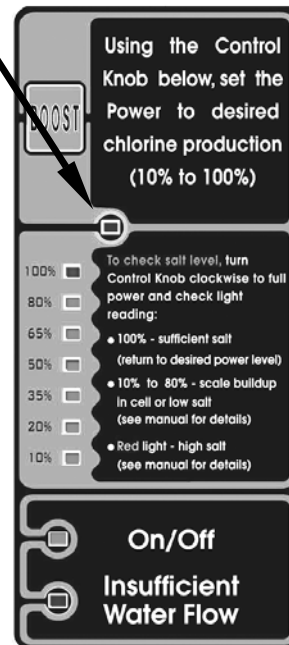 Using the Control
Knob below, set the
Power to desired
chlorine production
(10% to 100%)
BOOST
To check salt level, turn
Control Knob clockwise to full
power and check light
reading:
• 100% - sufficient salt
(return to desired power level)
• 10% to 80% - scale buildup
in cell or low salt
(see manual for details)
• Red light - high salt
(see manual for details)
100%
80%
65%
50%
35%
20%
10%
On/Off
Insufficient
Water Flow